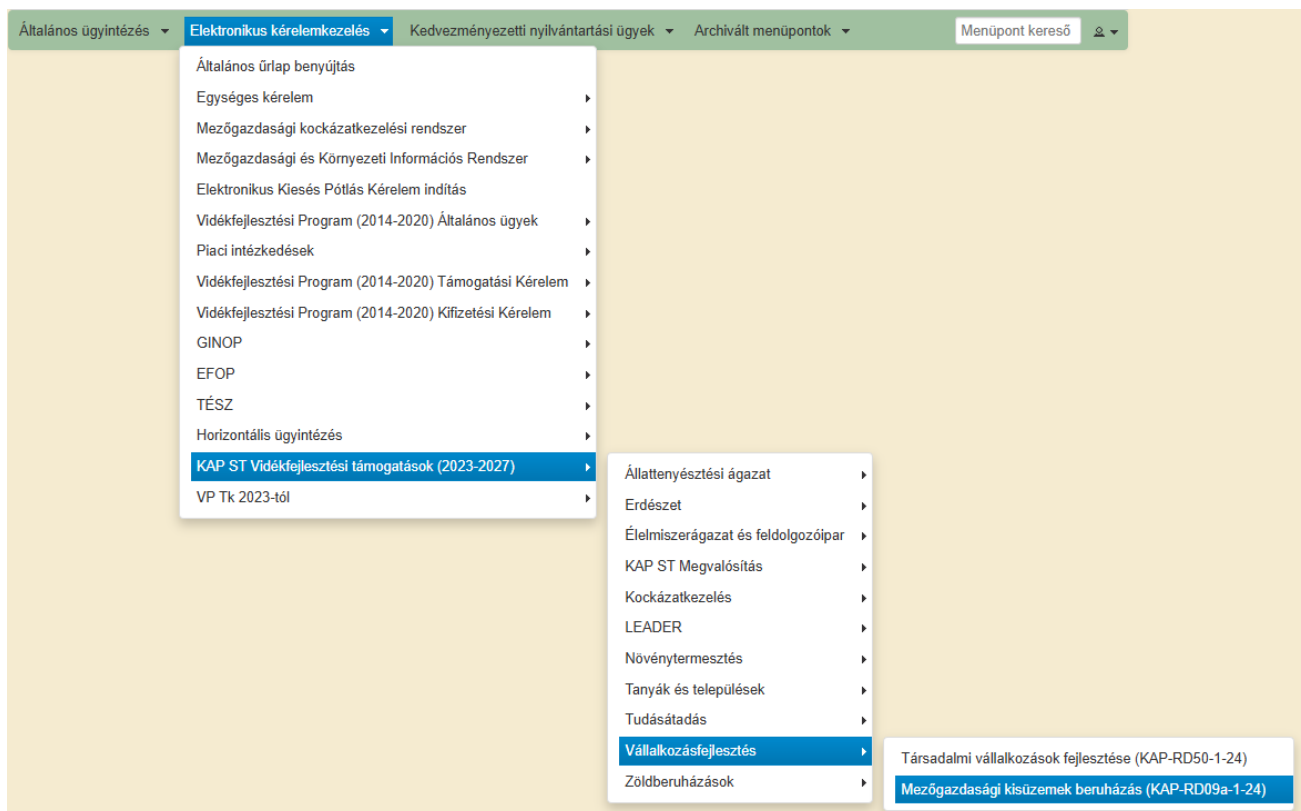 Általános ügyintézés
Elektronikus kérelemkezelés
Kedvezményezetti nyilvántartási ügyek
Archivált menüpontok
Menüpont kereső
Általános űrlap benyújtás
Egységes kérelem
Mezőgazdasági kockázatkezelési rendszer
Mezőgazdasági és Környezeti Információs Rendszer
Elektronikus Kiesés Pótlás Kérelem indítás
Vidékfejlesztési Program (2014-2020) Általános ügyek
Piaci intézkedések
Vidékfejlesztési Program (2014-2020) Támogatási Kérelem
Vidékfejlesztési Program (2014-2020) Kifizetési Kérelem
GINOP
EFOP
TÉSZ
Horizontális ügyintézés
KAP ST Vidékfejlesztési támogatások (2023-2027)
VP Tk 2023-tól
Állattenyésztési ágazat
Erdészet
Élelmiszerágazat és feldolgozóipar
KAP ST Megvalósítás
Kockázatkezelés
LEADER
Növénytermesztés
Tanyák és települések
Tudásátadás
Vállalkozásfejlesztés
Zöldberuházások
Társadalmi vállalkozások fejlesztése (KAP-RD50-1-24)
Mezőgazdasági kisüzemek beruházás (KAP-RD09a-1-24)